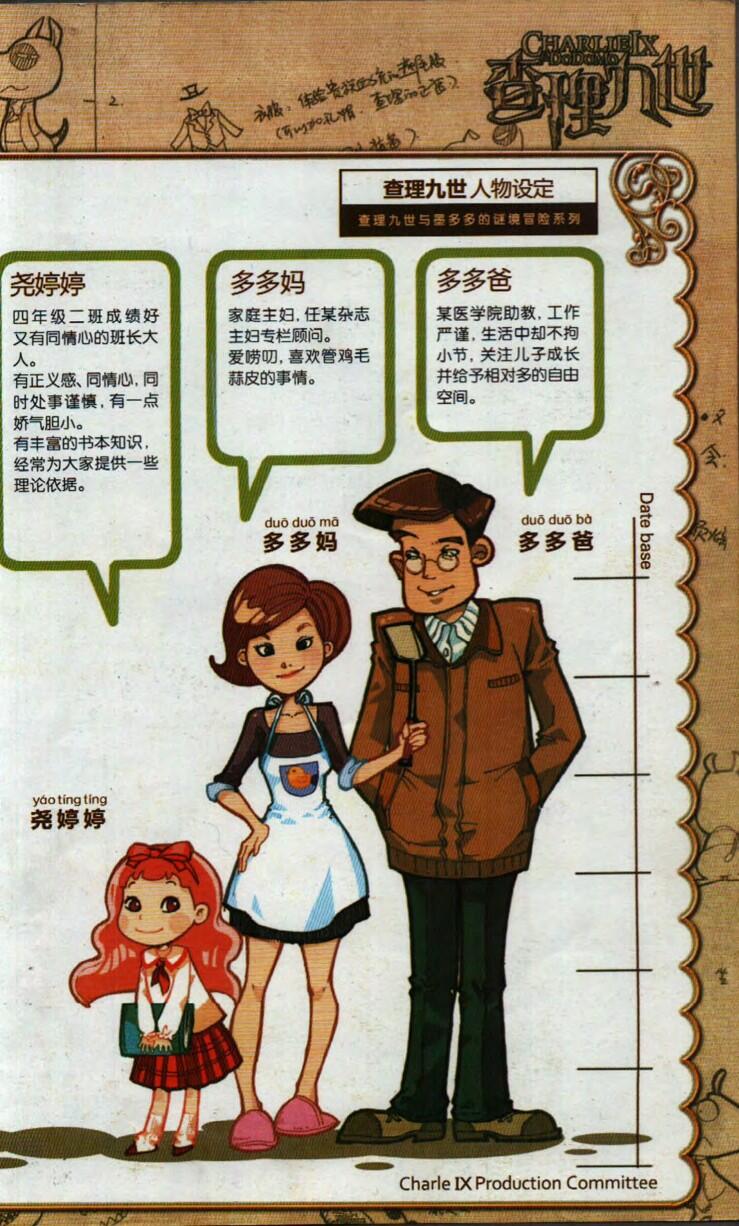 CHARLIE IX
& DODOMO
查理九世
2.
查理九世 人物设定
查理九世与墨多多的谜境冒险系列
尧婷婷
四年级二班成绩好
又有同情心的班长大
人。
有正义感、同情心，同
时处事谨慎，有一点
娇气胆小。
有丰富的书本知识，
经常为大家提供一些
理论依据。
多多妈
家庭主妇，任某杂志
主妇专栏顾问。
爱唠叨，喜欢管鸡毛
蒜皮的事情。
多多爸
某医学院助教，工作
严谨，生活中却不拘
小节，关注儿子成长
并给予相对多的自由
空间。
duō duō mā
多多妈
duō duō bà
多多爸
Date base
yáo tíng tíng
尧婷婷
Charle IX Production Committee